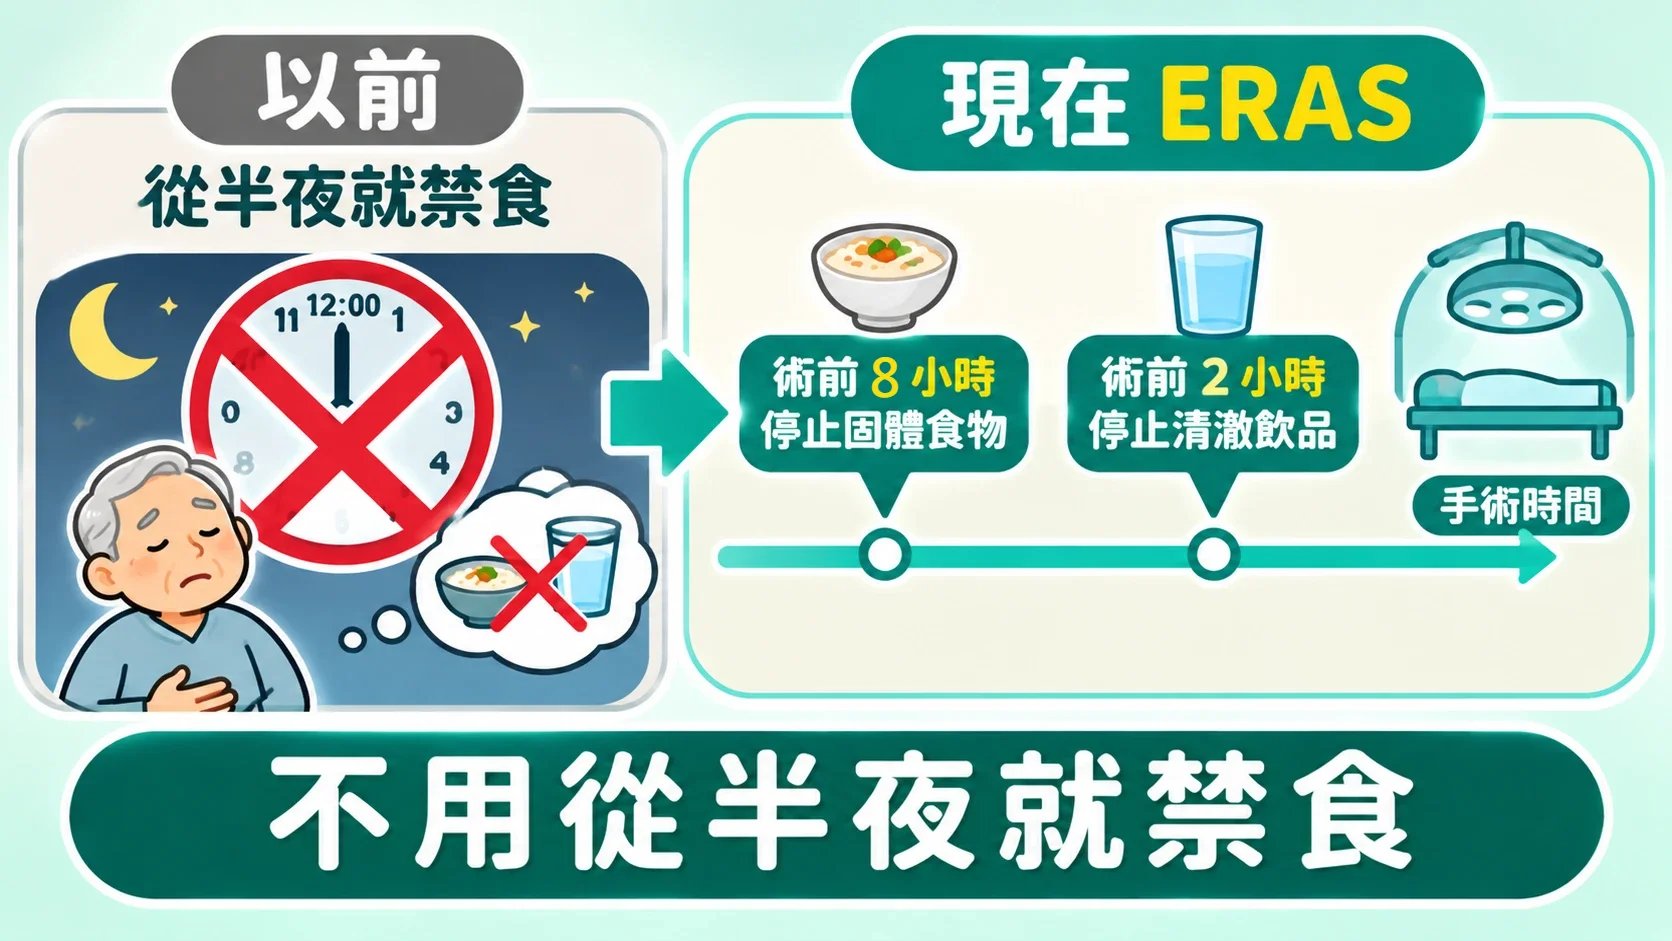 以前
從半夜就禁食
11 12:00 1
0 3
8 4
現在 ERAS
術前 8 小時
停止固體食物
術前 2 小時
停止清澈飲品
手術時間
不用從半夜就禁食